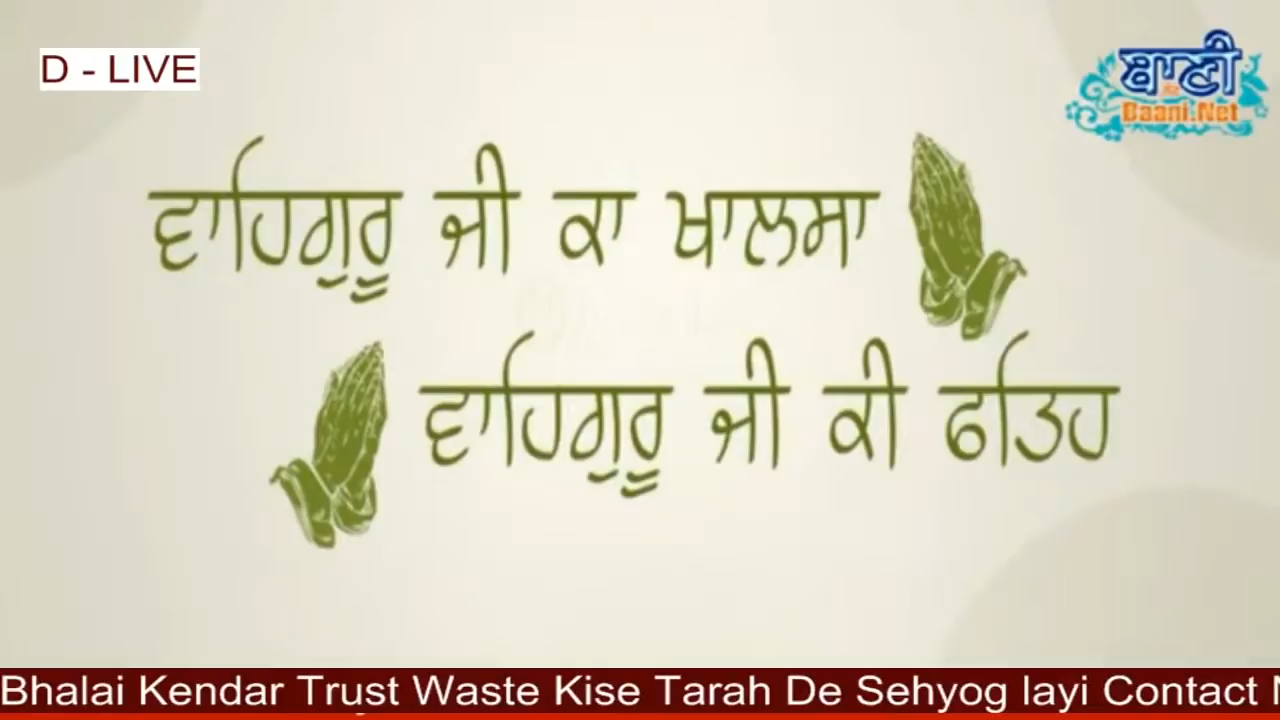 D - LIVE
ਬਾਣੀ
Baani.Net
ਵਾਹਿਗੁਰੂ ਜੀ ਕਾ ਖਾਲਸਾ
ਵਾਹਿਗੁਰੂ ਜੀ ਕੀ ਫਤਿਹ
Bhalai Kendar Trust Waste Kise Tarah De Sehyog layi Contact